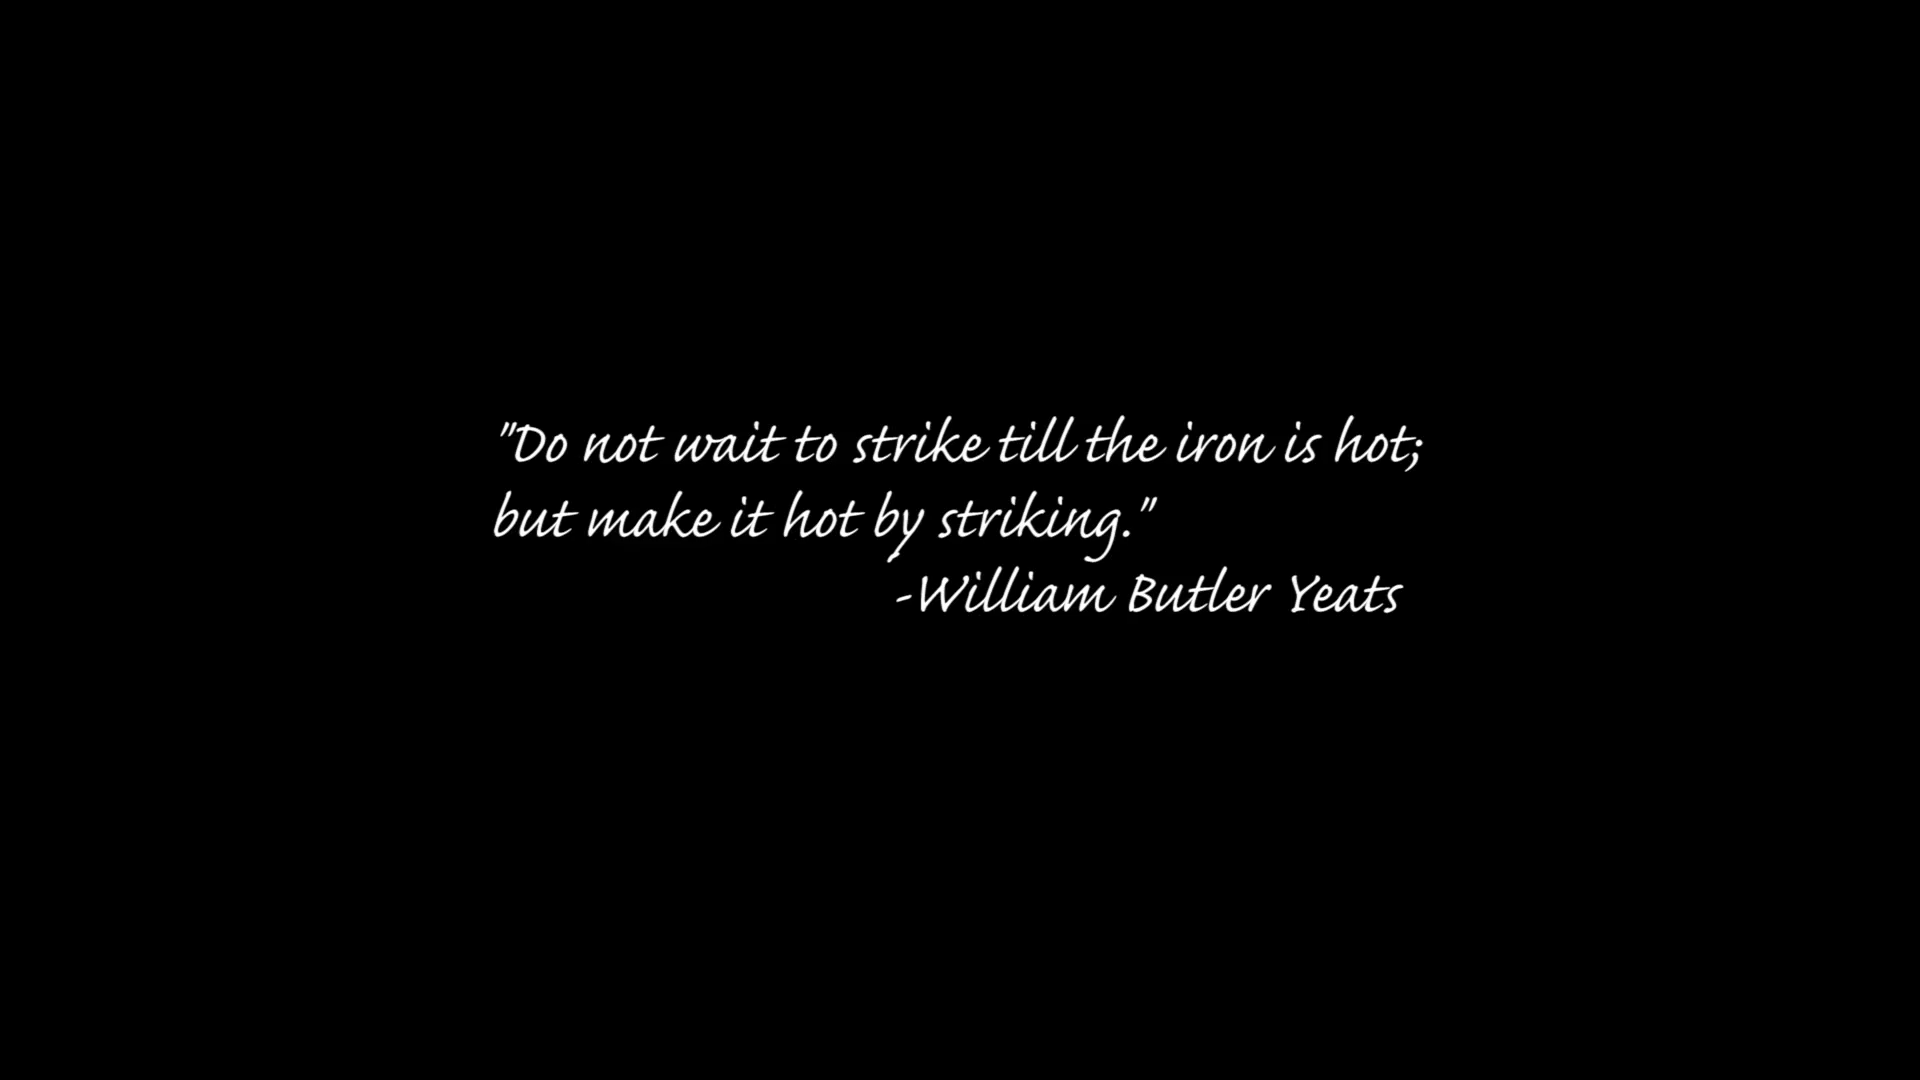 "Do not wait to strike till the iron is hot;
but make it hot by striking."
-William Butler Yeats